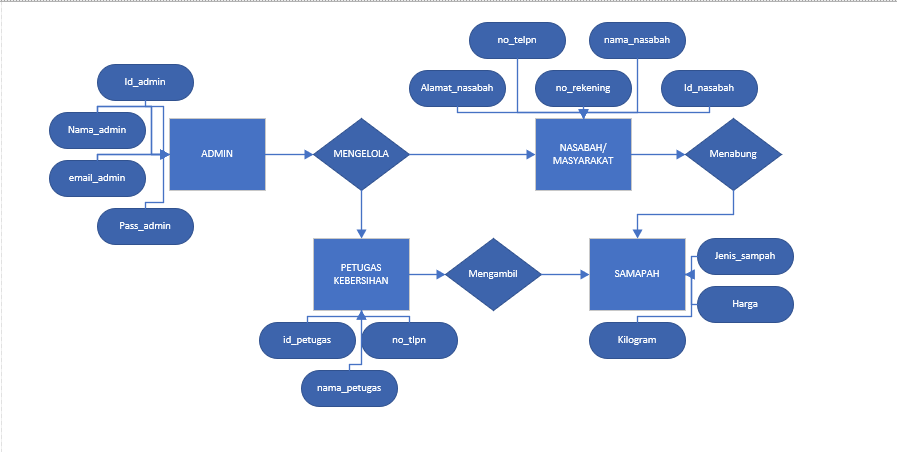 no_telpn
nama_nasabah
Id_admin
Alamat_nasabah
no_rekening
Id_nasabah
Nama_admin
ADMIN
MENGELOLA
NASABAH/
MASYARAKAT
Menabung
email_admin
Pass_admin
PETUGAS
KEBERSIHAN
Mengambil
SAMAPAH
Jenis_sampah
Harga
id_petugas
no_tlpn
Kilogram
nama_petugas